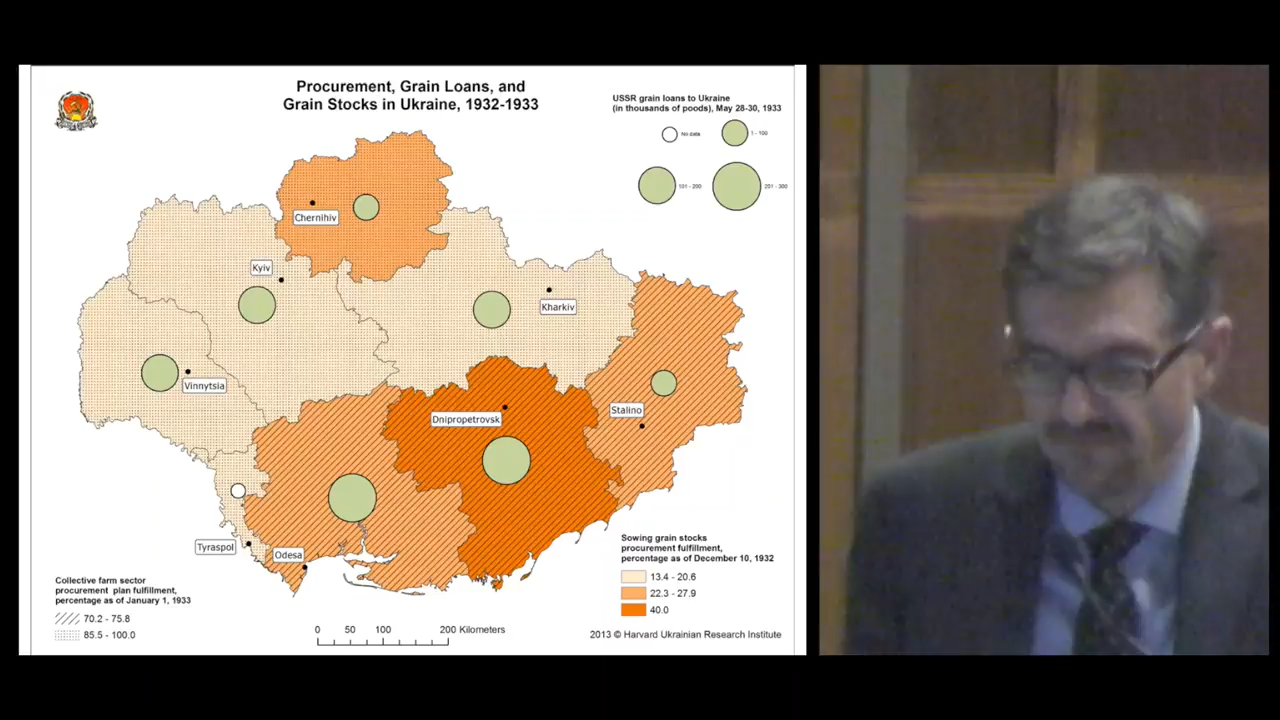 Procurement, Grain Loans, and
Grain Stocks in Ukraine, 1932-1933
USSR grain loans to Ukraine
(in thousands of poods), May 28-30, 1933
No data
1 - 100
101 - 200
201 - 300
Chernihiv
Kyiv
Kharkiv
Vinnytsia
Stalino
Dnipropetrovsk
Tyraspol
Odesa
Sowing grain stocks
procurement fulfillment,
percentage as of December 10, 1932
13.4 - 20.6
22.3 - 27.9
40.0
Collective farm sector
procurement plan fulfillment,
percentage as of January 1, 1933
70.2 - 75.8
85.5 - 100.0
0 50 100 200 Kilometers
2013 © Harvard Ukrainian Research Institute